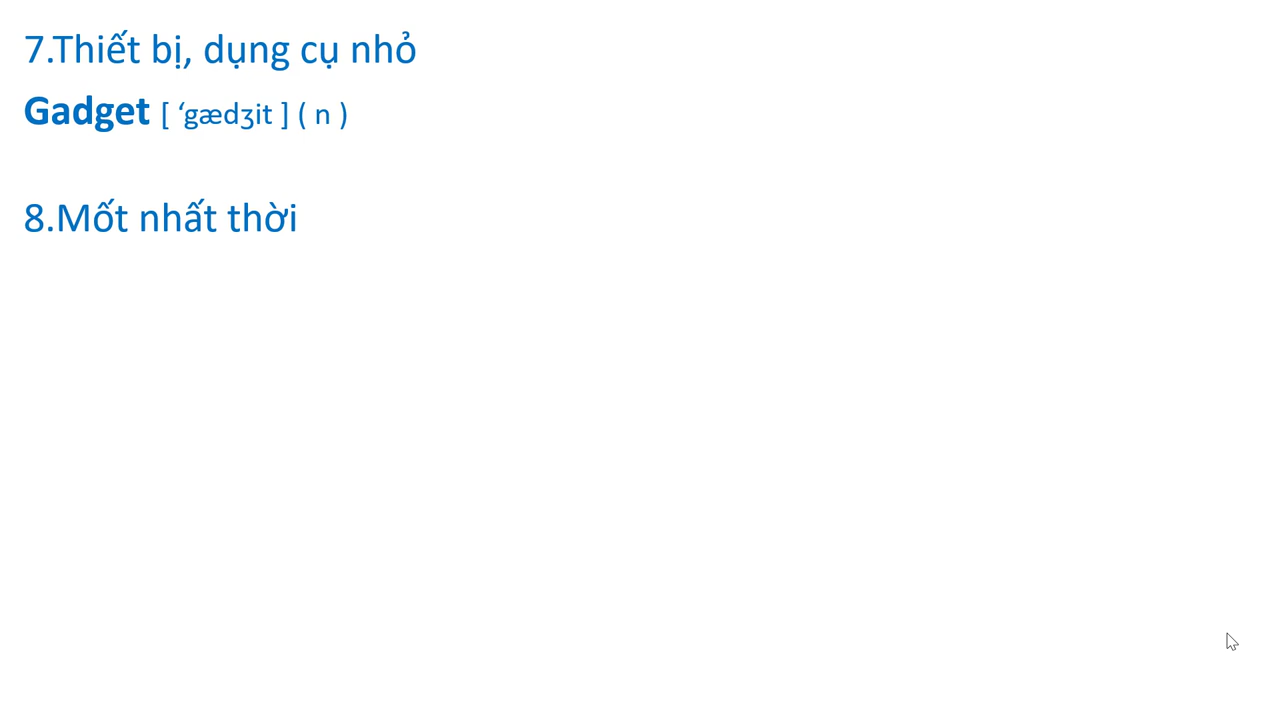 7.Thiết bị, dụng cụ nhỏ
Gadget [ ‘gædʒit ] ( n )
8.Mốt nhất thời